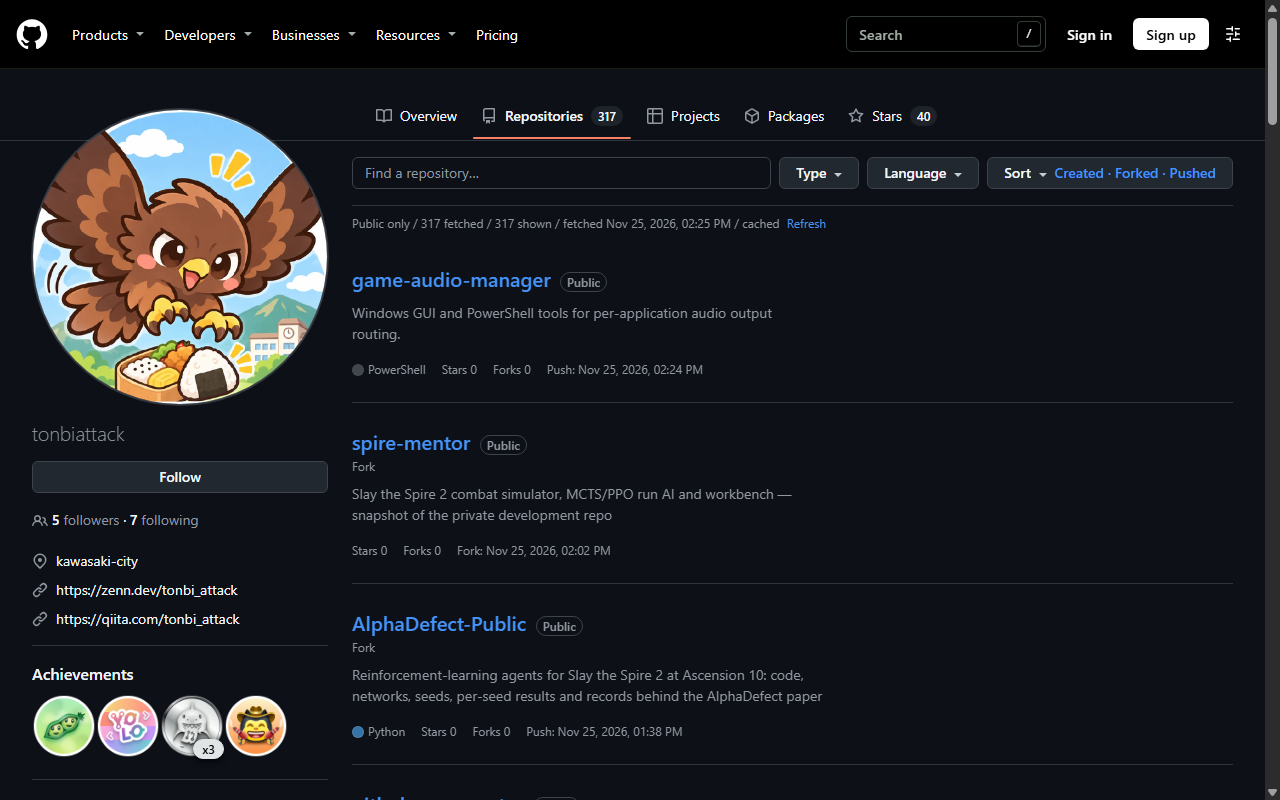 Products
Developers
Businesses
Resources
Pricing
Search
/
Sign in
Sign up
Overview
Repositories 317
Projects
Packages
Stars 40
Find a repository...
Type
Language
Sort Created · Forked · Pushed
Public only / 317 fetched / 317 shown / fetched Nov 25, 2026, 02:25 PM / cached Refresh
game-audio-manager Public
Windows GUI and PowerShell tools for per-application audio output
routing.
PowerShell Stars 0 Forks 0 Push: Nov 25, 2026, 02:24 PM
spire-mentor Public
Fork
Slay the Spire 2 combat simulator, MCTS/PPO run AI and workbench —
snapshot of the private development repo
Stars 0 Forks 0 Fork: Nov 25, 2026, 02:02 PM
AlphaDefect-Public Public
Fork
Reinforcement-learning agents for Slay the Spire 2 at Ascension 10: code,
networks, seeds, per-seed results and records behind the AlphaDefect paper
Python Stars 0 Forks 0 Push: Nov 25, 2026, 01:38 PM
tonbiattack
Follow
5 followers · 7 following
kawasaki-city
https://zenn.dev/tonbi_attack
https://qiita.com/tonbi_attack
Achievements
YOLO
x3